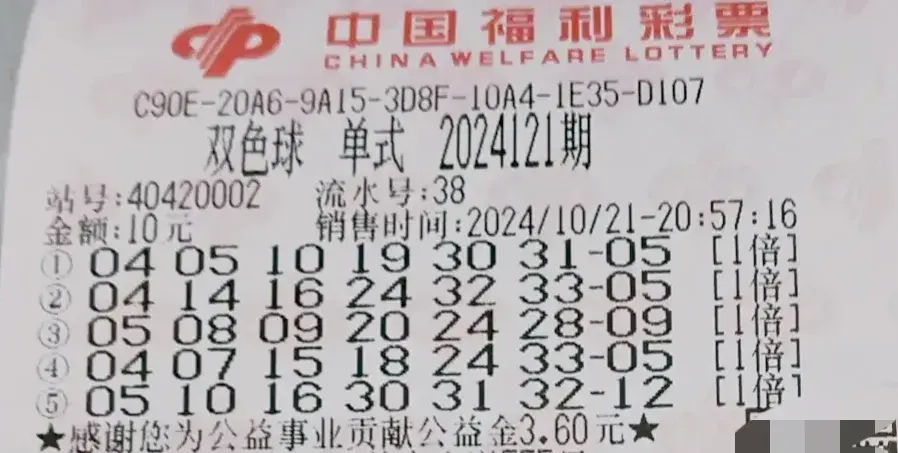 中国福利彩票
CHINA WELFARE LOTTERY
C90E-20A6-9A15-3D8F-10A4-1E35-D107
双色球 单式 2024121期
站号:40420002 流水号:38
金额:10元 销售时间:2024/10/21-20:57:16
① 04 05 10 19 30 31-05 [1倍]
② 04 14 16 24 32 33-05 [1倍]
③ 05 08 09 20 24 28-09 [1倍]
④ 04 07 15 18 24 33-05 [1倍]
⑤ 05 10 16 30 31 32-12 [1倍]
★感谢您为公益事业贡献公益金3.60元★